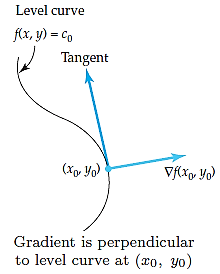 Level curve
f(x, y) = c₀
Tangent
(x₀, y₀)
∇f(x₀, y₀)
Gradient is perpendicular
to level curve at (x₀, y₀)